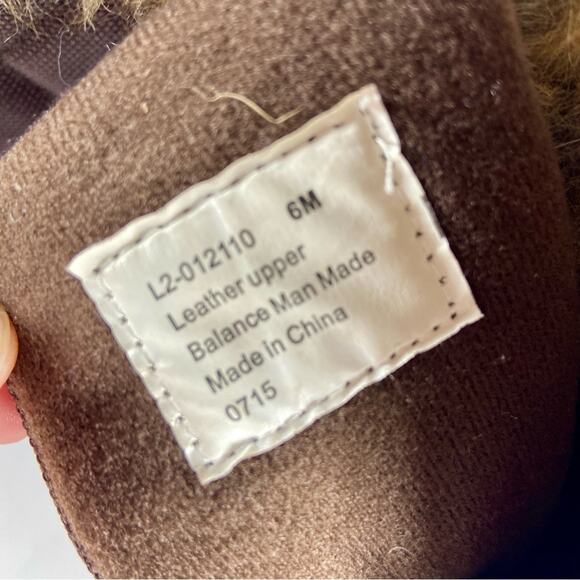 L2-012110 6M
Leather upper
Balance Man Made
Made in China
0715